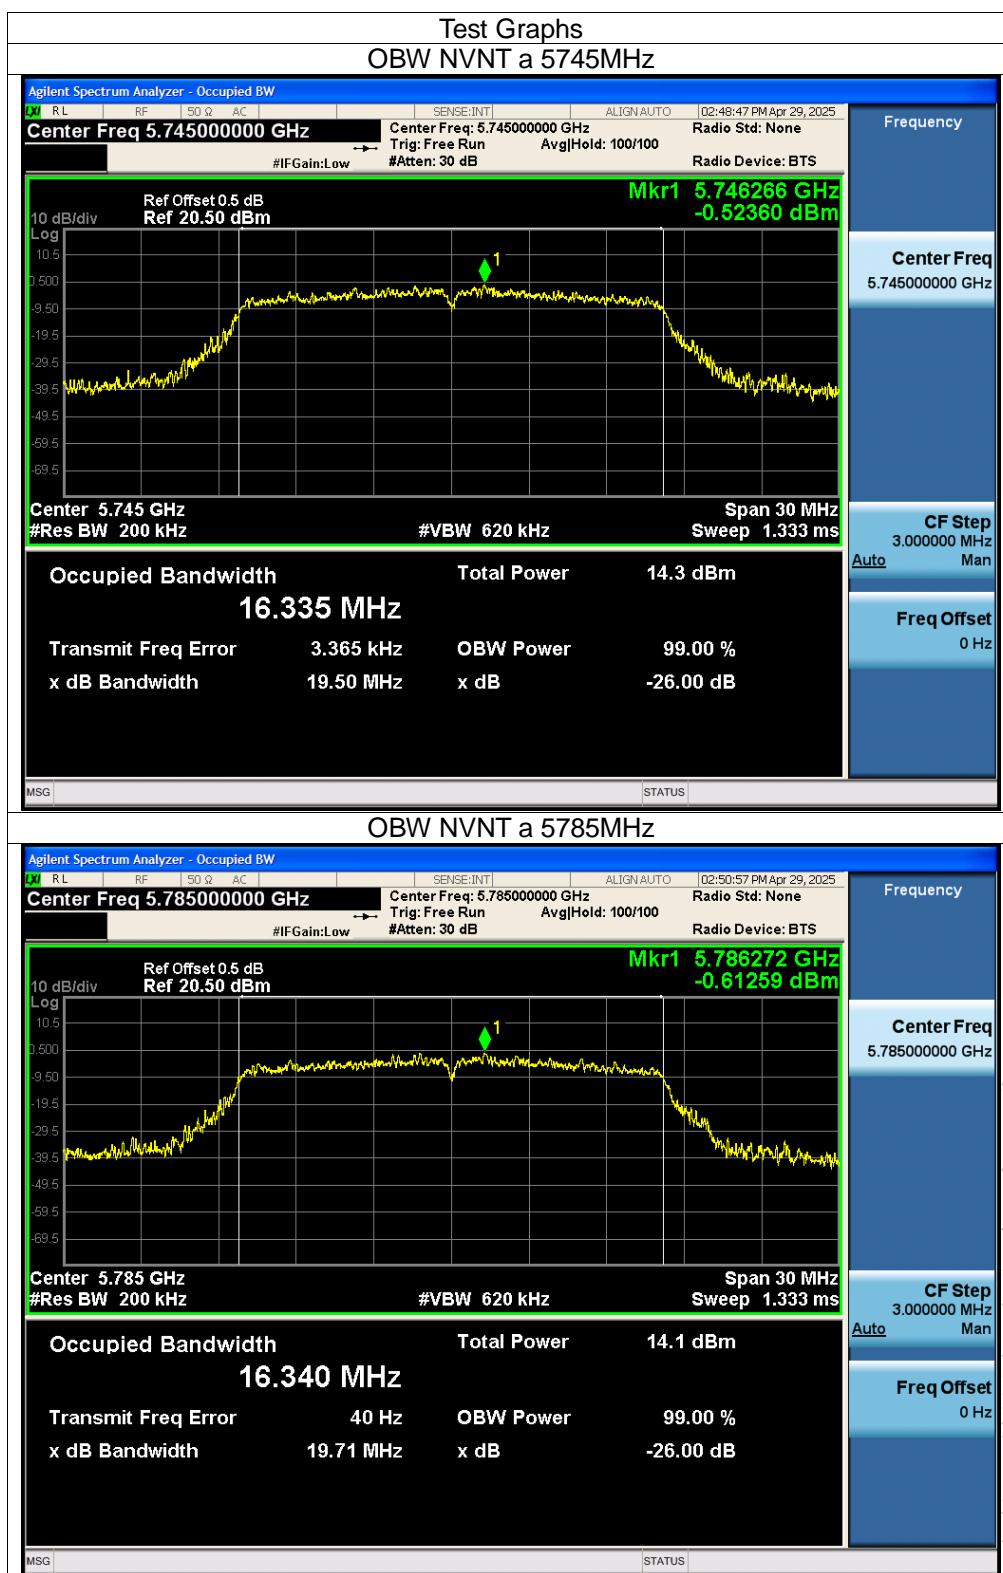 Test Graphs
OBW NVNT a 5745MHz
Agilent Spectrum Analyzer - Occupied BW
LXI RL RF 50 Ω AC SENSE:INT ALIGN AUTO 02:48:47 PM Apr 29, 2025
Center Freq 5.745000000 GHz Center Freq: 5.745000000 GHz Radio Std: None Frequency
Trig: Free Run Avg|Hold: 100/100
#IFGain:Low #Atten: 30 dB Radio Device: BTS
Mkr1 5.746266 GHz
Ref Offset 0.5 dB
10 dB/div Ref 20.50 dBm -0.52360 dBm
Log
10.5
0.500
-9.50
-19.5
-29.5
-39.5
-49.5
-59.5
-69.5
1
Center Freq
5.745000000 GHz
Center 5.745 GHz Span 30 MHz
#Res BW 200 kHz #VBW 620 kHz Sweep 1.333 ms
CF Step
3.000000 MHz
Auto Man
Occupied Bandwidth Total Power 14.3 dBm
16.335 MHz
Freq Offset
0 Hz
Transmit Freq Error 3.365 kHz OBW Power 99.00 %
x dB Bandwidth 19.50 MHz x dB -26.00 dB
MSG STATUS
OBW NVNT a 5785MHz
Agilent Spectrum Analyzer - Occupied BW
LXI RL RF 50 Ω AC SENSE:INT ALIGN AUTO 02:50:57 PM Apr 29, 2025
Center Freq 5.785000000 GHz Center Freq: 5.785000000 GHz Radio Std: None Frequency
Trig: Free Run Avg|Hold: 100/100
#IFGain:Low #Atten: 30 dB Radio Device: BTS
Mkr1 5.786272 GHz
Ref Offset 0.5 dB
10 dB/div Ref 20.50 dBm -0.61259 dBm
Log
10.5
0.500
-9.50
-19.5
-29.5
-39.5
-49.5
-59.5
-69.5
1
Center Freq
5.785000000 GHz
Center 5.785 GHz Span 30 MHz
#Res BW 200 kHz #VBW 620 kHz Sweep 1.333 ms
CF Step
3.000000 MHz
Auto Man
Occupied Bandwidth Total Power 14.1 dBm
16.340 MHz
Freq Offset
0 Hz
Transmit Freq Error 40 Hz OBW Power 99.00 %
x dB Bandwidth 19.71 MHz x dB -26.00 dB
MSG STATUS